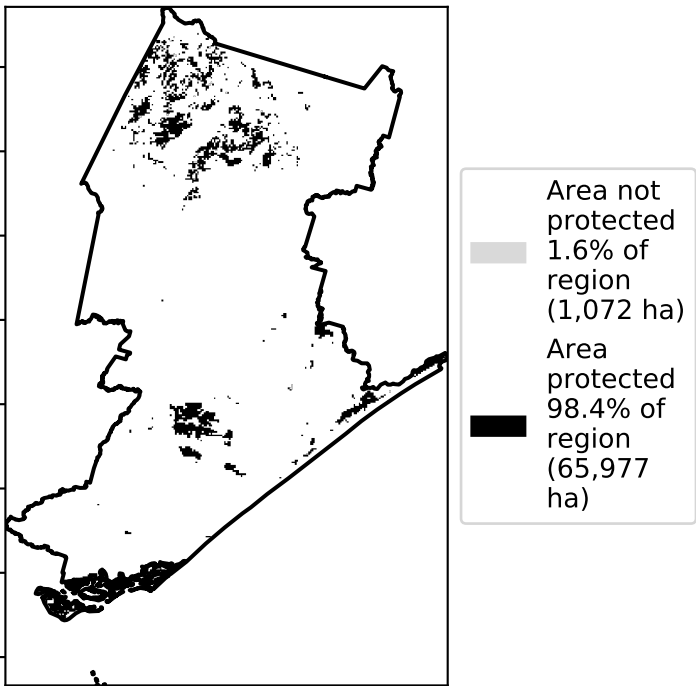 Area not
protected
1.6% of
region
(1,072 ha)
Area
protected
98.4% of
region
(65,977
ha)